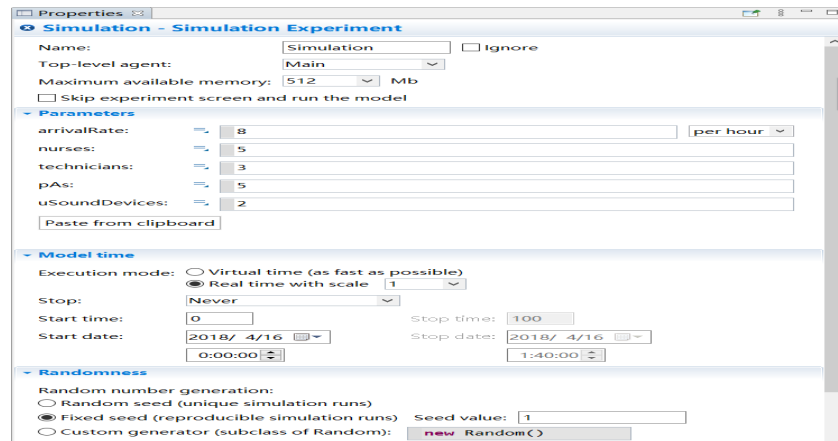 Properties
Simulation - Simulation Experiment
Name: Simulation Ignore
Top-level agent: Main
Maximum available memory: 512 Mb
Skip experiment screen and run the model
Parameters
arrivalRate: 8 per hour
nurses: 5
technicians: 3
pAs: 5
uSoundDevices: 2
Paste from clipboard
Model time
Execution mode: Virtual time (as fast as possible)
Real time with scale 1
Stop: Never
Start time: 0 Stop time: 100
Start date: 2018/ 4/16 Stop date: 2018/ 4/16
0:00:00 1:40:00
Randomness
Random number generation:
Random seed (unique simulation runs)
Fixed seed (reproducible simulation runs) Seed value: 1
Custom generator (subclass of Random): new Random()